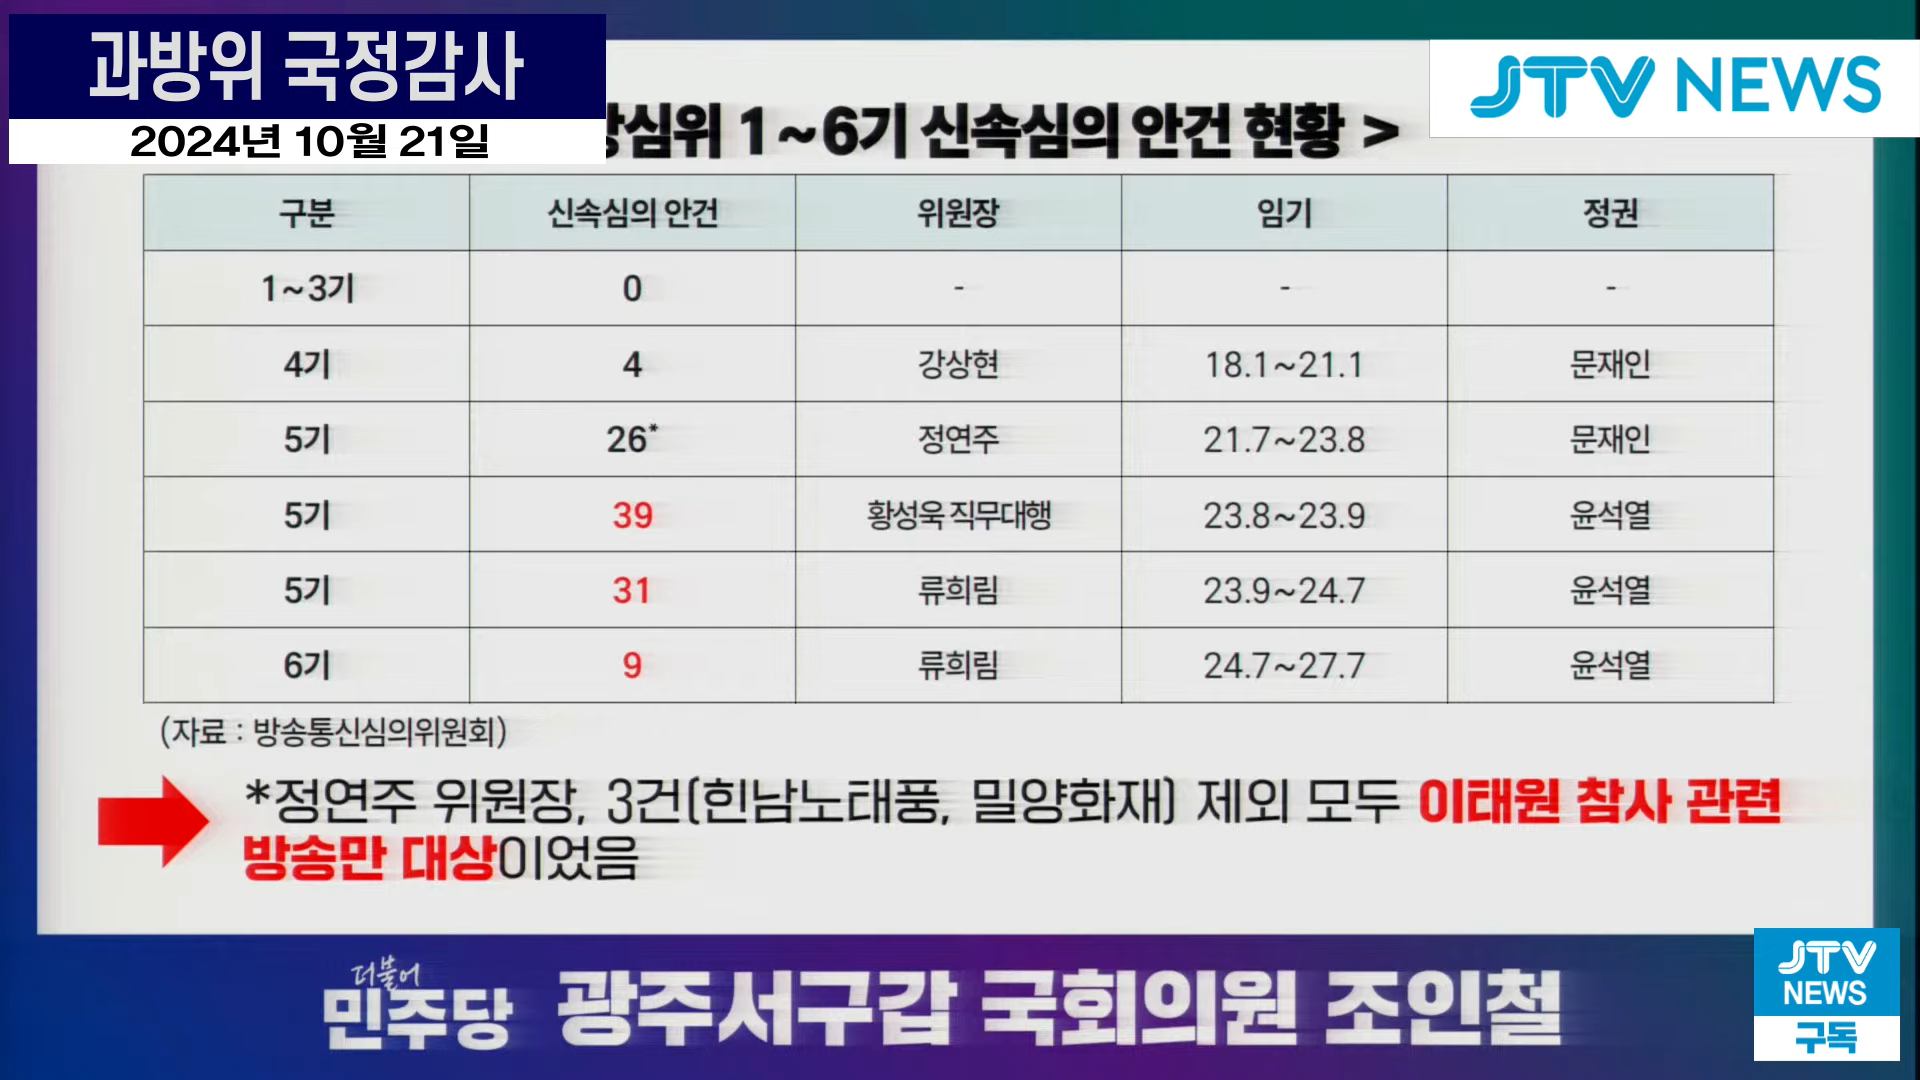 과방위 국정감사
2024년 10월 21일
JTV NEWS
심위 1~6기 신속심의 안건 현황 >
구분 신속심의 안건 위원장 임기 정권
1~3기 0 - - -
4기 4 강상현 18.1~21.1 문재인
5기 26* 정연주 21.7~23.8 문재인
5기 39 황성욱 직무대행 23.8~23.9 윤석열
5기 31 류희림 23.9~24.7 윤석열
6기 9 류희림 24.7~27.7 윤석열
(자료 : 방송통신심의위원회)
*정연주 위원장, 3건(힌남노태풍, 밀양화재) 제외 모두 이태원 참사 관련
방송만 대상이었음
더불어
민주당 광주서구갑 국회의원 조인철
JTV
NEWS
구독